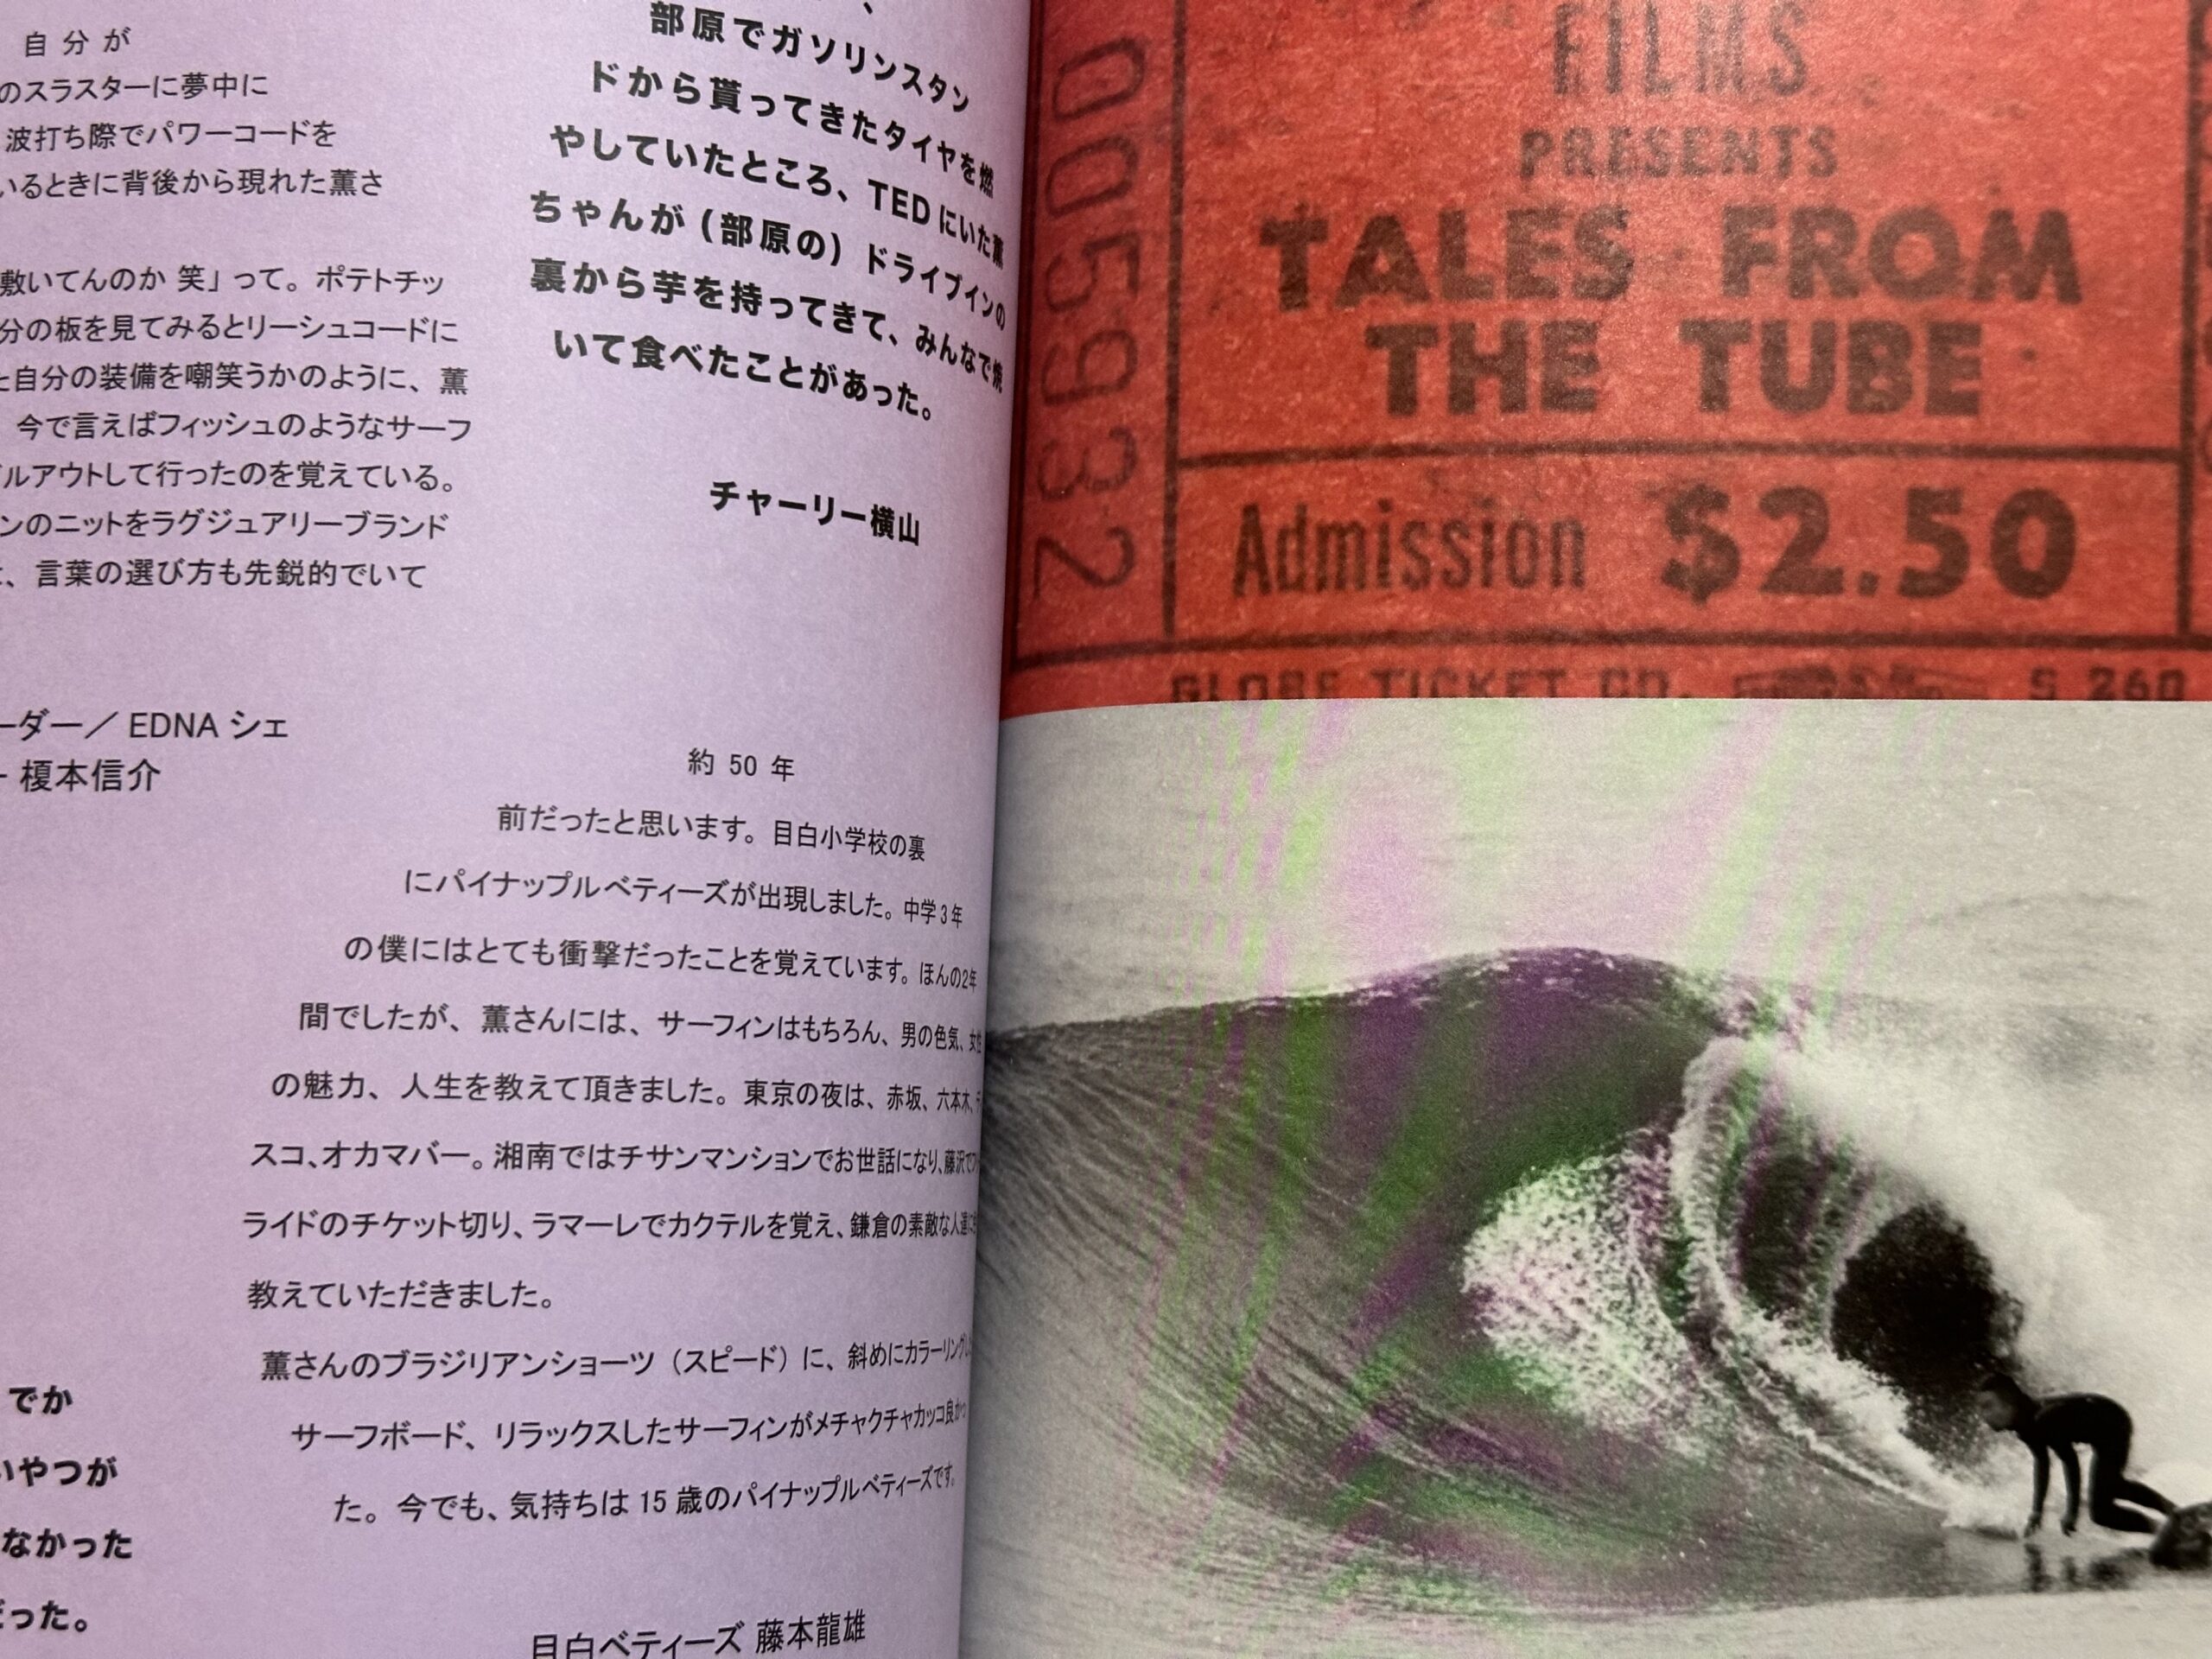 自分が
のスラスターに夢中に
波打ち際でパワーコードを
いるときに背後から現れた薫さ
敷いてんのか 笑」って。ポテトチッ
分の板を見てみるとリーシュコードに
自分の装備を嘲笑うかのように、薫
今で言えばフィッシュのようなサーフ
ルアウトして行ったのを覚えている。
ンのニットをラグジュアリーブランド
、言葉の選び方も先鋭的でいて
ーダー／EDNA シェ
榎本信介
でか
いやつが
なかった
だった。
部原でガソリンスタン
ドから貰ってきたタイヤを燃
やしていたところ、TEDにいた薫
ちゃんが(部原の)ドライブインの
裏から芋を持ってきて、みんなで焼
いて食べたことがあった。
チャーリー横山
約50年
前だったと思います。目白小学校の裏
にパイナップルベティーズが出現しました。中学3年
の僕にはとても衝撃だったことを覚えています。ほんの2年
間でしたが、薫さんには、サーフィンはもちろん、男の色気、女性
の魅力、人生を教えて頂きました。東京の夜は、赤坂、六本木、
スコ、オカマバー。湘南ではチサンマンションでお世話になり、藤沢で
ライドのチケット切り、ラマーレでカクテルを覚え、鎌倉の素敵な人達に
教えていただきました。
薫さんのブラジリアンショーツ（スピード）に、斜めにカラーリング
サーフボード、リラックスしたサーフィンがメチャクチャカッコ良かっ
た。今でも、気持ちは15歳のパイナップルベティーズです。
目白ベティーズ 藤本龍雄
005932
FILMS
PRESENTS
TALES FROM
THE TUBE
Admission $2.50
GLOBE TICKET CO. S 260